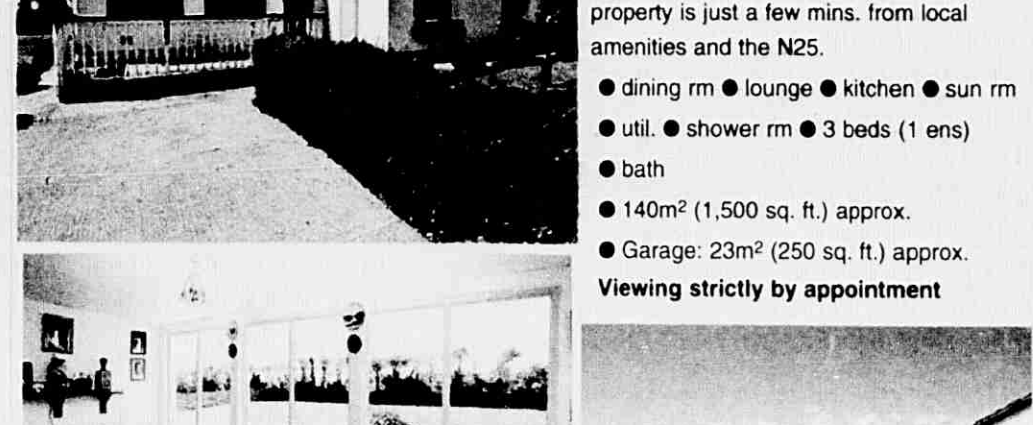 property is just a few mins. from local
amenities and the N25.
● dining rm ● lounge ● kitchen ● sun rm
● util. ● shower rm ● 3 beds (1 ens)
● bath
● 140m² (1,500 sq. ft.) approx.
● Garage: 23m² (250 sq. ft.) approx.
Viewing strictly by appointment